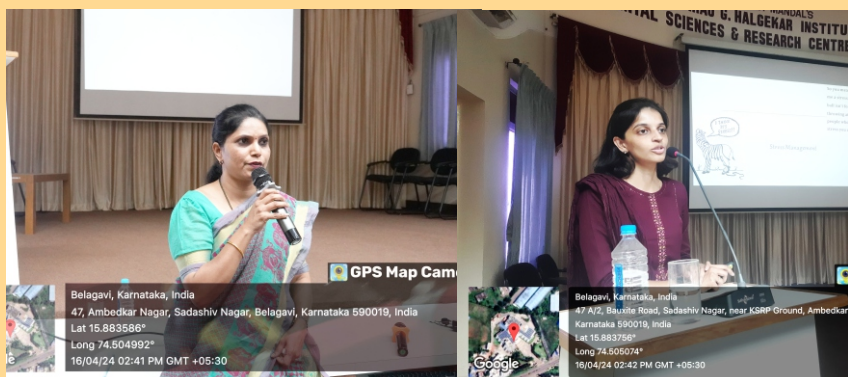 GPS Map Came
Belagavi, Karnataka, India
47, Ambedkar Nagar, Sadashiv Nagar, Belagavi, Karnataka 590019, India
Lat 15.883586°
Long 74.504992°
16/04/24 02:41 PM GMT +05:30
MANDAL'S
G. HALGEKAR INSTITU
TAL SCIENCES & RESEARCH CENTRE
Stress Management
Belagavi, Karnataka, India
47 A/2, Bauxite Road, Sadashiv Nagar, near KSRP Ground, Ambedkar
Karnataka 590019, India
Lat 15.883756°
Long 74.505074°
16/04/24 02:42 PM GMT +05:30
Google